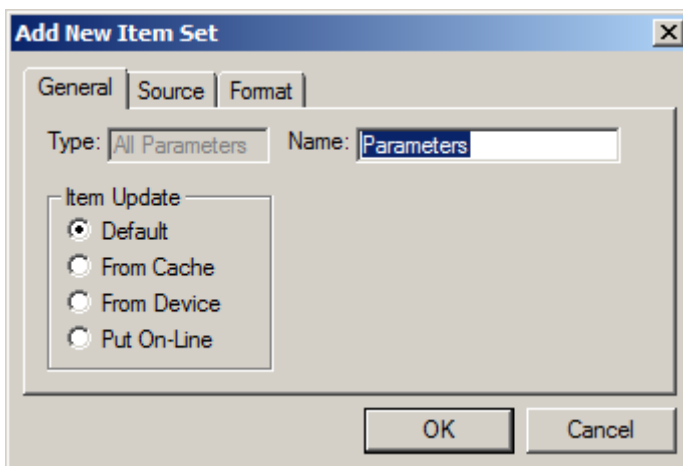 Add New Item Set
General Source Format
Type: All Parameters Name: Parameters
Item Update
Default
From Cache
From Device
Put On-Line
OK Cancel